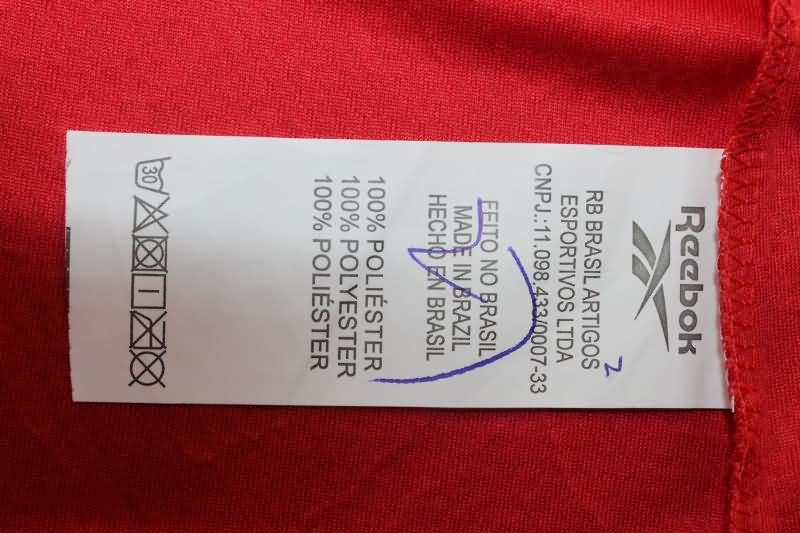 Reebok
RB BRASIL ARTIGOS
ESPORTIVOS LTDA
CNPJ.:11.098.433/0007-33
2
FEITO NO BRASIL
MADE IN BRAZIL
HECHO EN BRASIL
100% POLIÉSTER
100% POLYESTER
100% POLIÉSTER
30